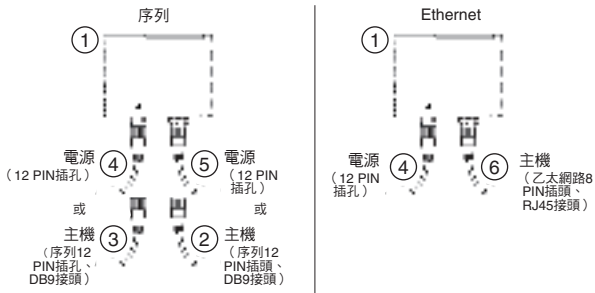 序列
Ethernet
1
1
電源
（12 PIN插孔）
4
5
電源
（12 PIN
插孔）
或
或
主機
（序列12
PIN插孔、
DB9接頭）
3
2
主機
（序列12
PIN插頭、
DB9接頭）
電源
（12 PIN
插孔）
4
6
主機
（乙太網路8
PIN插頭、
RJ45接頭）